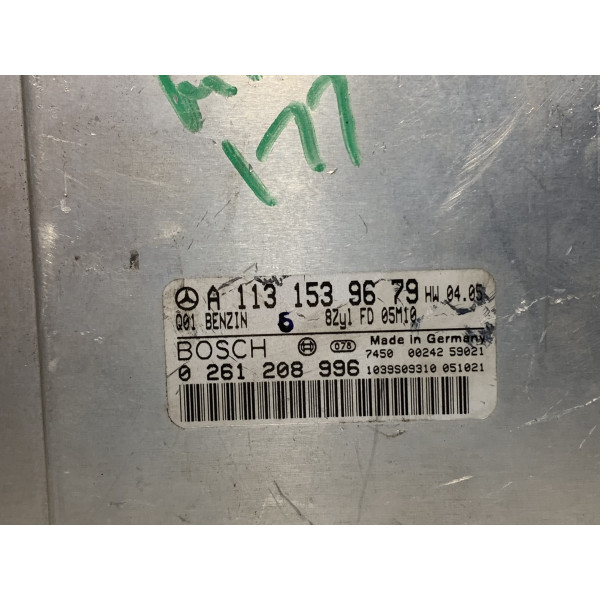 A 113 153 96 79 HW 04.05
Q01 BENZIN 6 8Zyl FD 05M10
BOSCH 078 Made in Germany
7450 00242 59021
0 261 208 996 1039S09310 051021